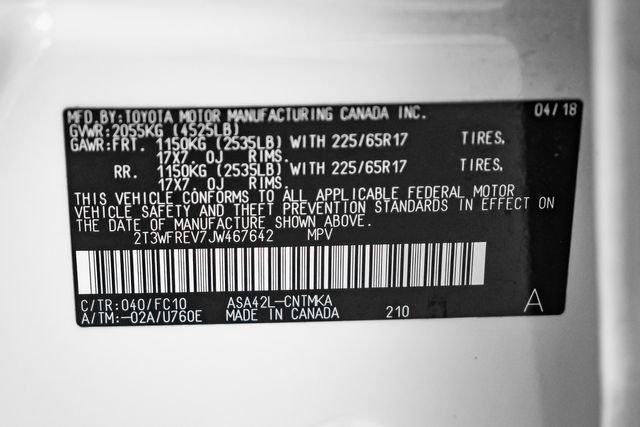 MFD.BY:TOYOTA MOTOR MANUFACTURING CANADA INC. 04/18
GVWR:2055KG (4525LB)
GAWR:FRT. 1150KG (2535LB) WITH 225/65R17 TIRES,
17X7.0J RIMS.
RR. 1150KG (2535LB) WITH 225/65R17 TIRES,
17X7.0J RIMS.
THIS VEHICLE CONFORMS TO ALL APPLICABLE FEDERAL MOTOR
VEHICLE SAFETY AND THEFT PREVENTION STANDARDS IN EFFECT ON
THE DATE OF MANUFACTURE SHOWN ABOVE.
2T3WFREV7JW467642 MPV
C/TR:040/FC10 ASA42L-CNTMKA A
A/TM:-02A/U760E MADE IN CANADA 210